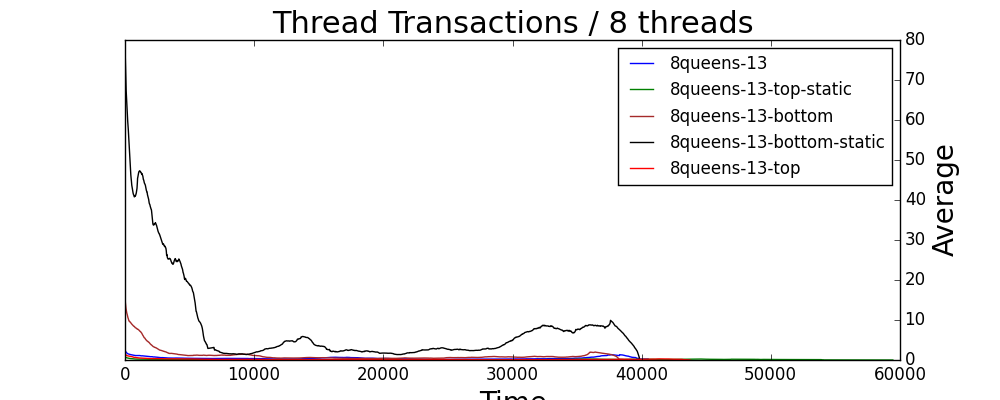 Thread Transactions / 8 threads
8queens-13
8queens-13-top-static
8queens-13-bottom
8queens-13-bottom-static
8queens-13-top
80
70
60
50
40
30
20
10
0
Average
0 10000 20000 30000 40000 50000 60000
Time